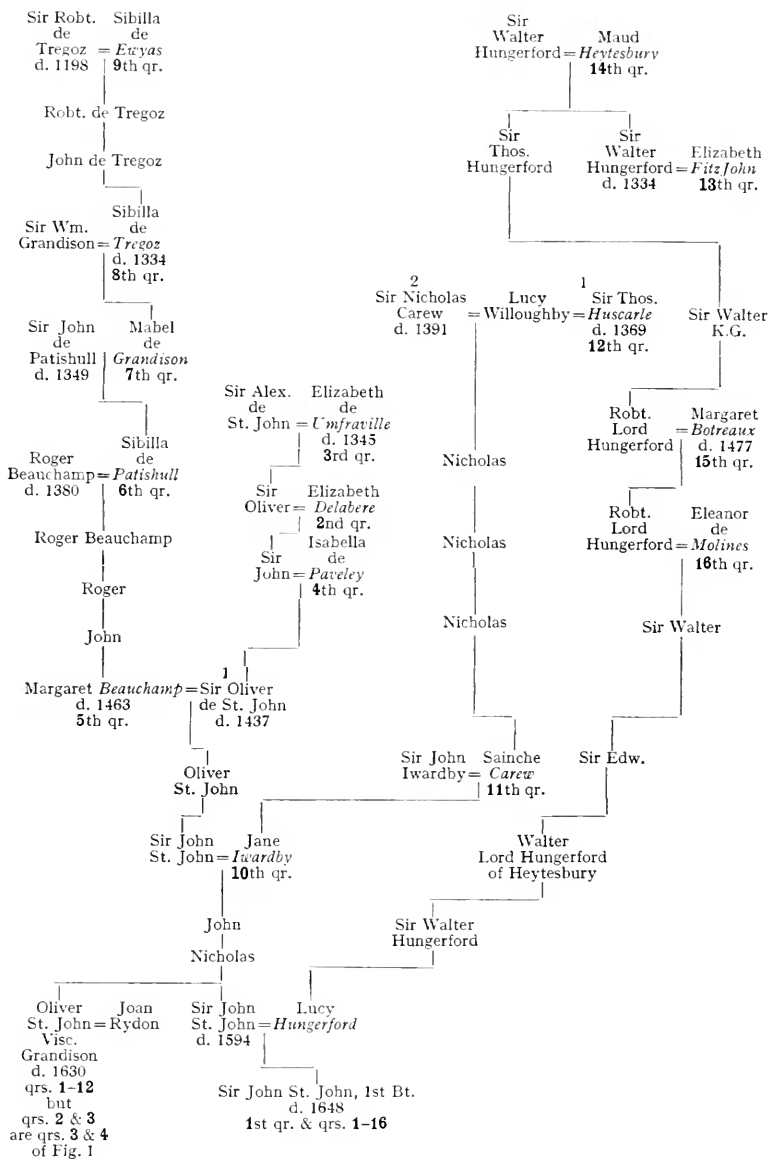 Sir Robt. Sibilla
de de
Tregoz = Ewyas
d. 1198 9th qr.
Robt. de Tregoz
John de Tregoz
Sibilla
Sir Wm. de
Grandison = Tregoz
d. 1334
8th qr.
Sir John Mabel
de de
Patishull Grandison
d. 1349 7th qr.
Sibilla
Roger de
Beauchamp = Patishull
d. 1380 6th qr.
Roger Beauchamp
Roger
John
1
Margaret Beauchamp = Sir Oliver
d. 1463 de St. John
5th qr. d. 1437
Sir Alex. Elizabeth
de de
St. John = Umfraville
d. 1345
3rd qr.
Sir Elizabeth
Oliver = Delabere
2nd qr.
Isabella
Sir de
John = Paveley
4th qr.
Oliver
St. John
Sir John Jane
St. John = Iwardby
10th qr.
John
Nicholas
Sir
Walter Maud
Hungerford = Heytesbury
14th qr.
Sir
Thos.
Hungerford
Sir
Walter Elizabeth
Hungerford = FitzJohn
d. 1334 13th qr.
2 1
Sir Nicholas Lucy Sir Thos.
Carew = Willoughby = Huscarle
d. 1391 d. 1369
12th qr.
Sir Walter
K.G.
Robt. Margaret
Lord = Botreaux
Hungerford d. 1477
15th qr.
Nicholas
Robt. Eleanor
Lord de
Hungerford = Molines
16th qr.
Nicholas
Nicholas
Sir Walter
Sir John Sainche
Iwardby = Carew
11th qr.
Sir Edw.
Walter
Lord Hungerford
of Heytesbury
Sir Walter
Hungerford
Oliver Joan
St. John = Rydon
Visc.
Grandison
d. 1630
qrs. 1–12
but
qrs. 2 & 3
are qrs. 3 & 4
of Fig. 1
Sir John Lucy
St. John = Hungerford
d. 1594
Sir John St. John, 1st Bt.
d. 1648
1st qr. & qrs. 1–16